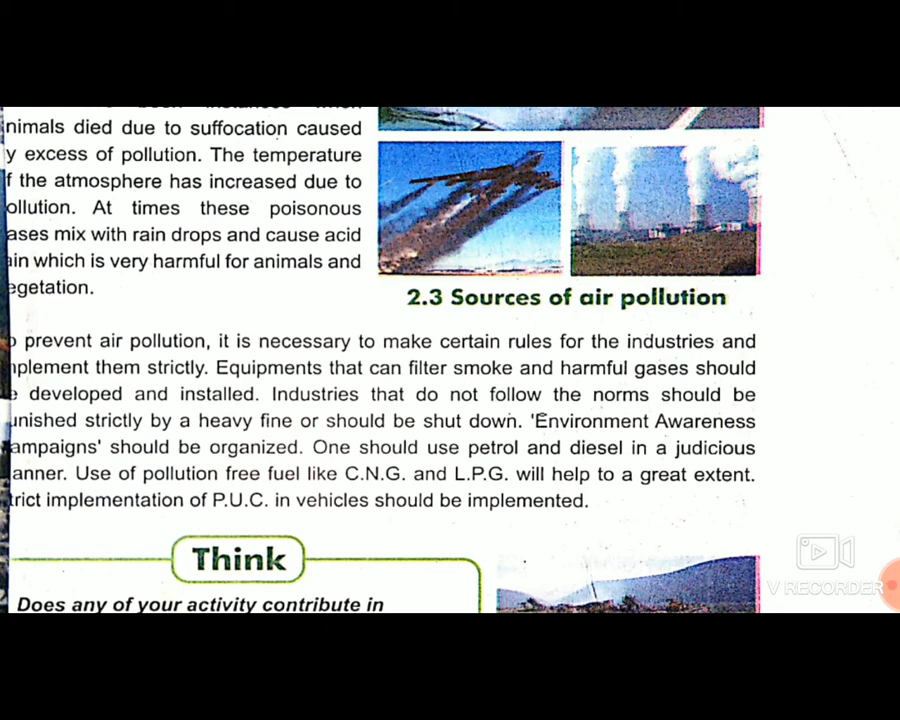 nimals died due to suffocation caused
y excess of pollution. The temperature
f the atmosphere has increased due to
ollution. At times these poisonous
ases mix with rain drops and cause acid
ain which is very harmful for animals and
egetation.
2.3 Sources of air pollution
prevent air pollution, it is necessary to make certain rules for the industries and
nplement them strictly. Equipments that can filter smoke and harmful gases should
e developed and installed. Industries that do not follow the norms should be
unished strictly by a heavy fine or should be shut down. 'Environment Awareness
ampaigns' should be organized. One should use petrol and diesel in a judicious
anner. Use of pollution free fuel like C.N.G. and L.P.G. will help to a great extent.
trict implementation of P.U.C. in vehicles should be implemented.
Think
Does any of your activity contribute in
V RECORDER